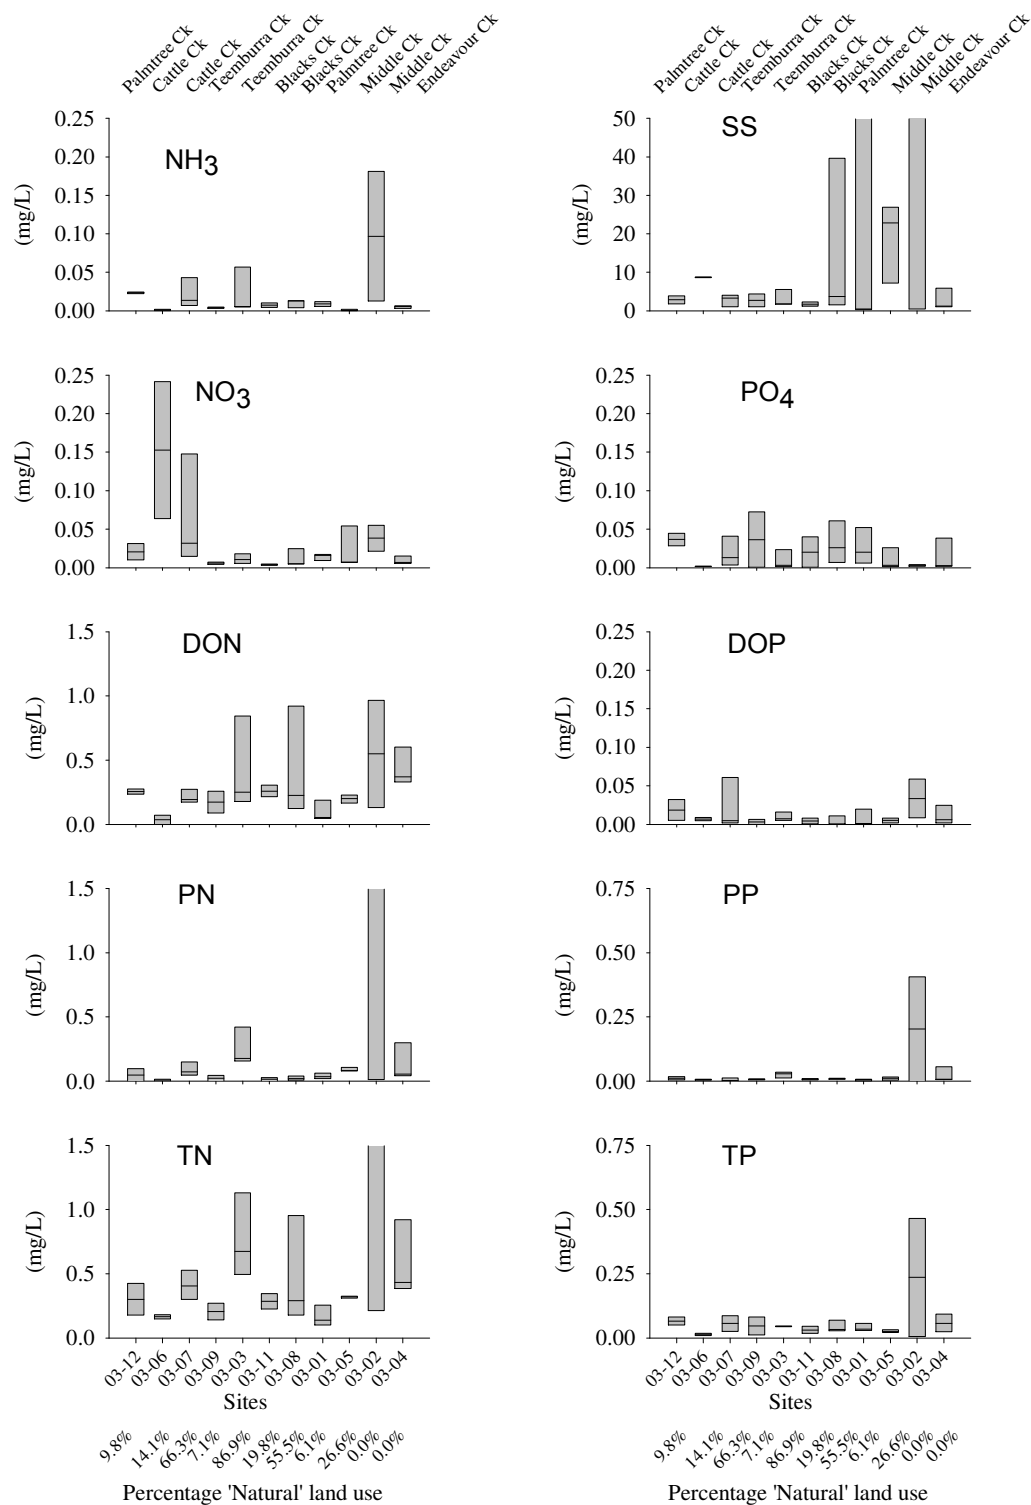 Palmtree Ck
Cattle Ck
Cattle Ck
Teemburra Ck
Teemburra Ck
Blacks Ck
Blacks Ck
Palmtree Ck
Middle Ck
Middle Ck
Endeavour Ck
Palmtree Ck
Cattle Ck
Cattle Ck
Teemburra Ck
Teemburra Ck
Blacks Ck
Blacks Ck
Palmtree Ck
Middle Ck
Middle Ck
Endeavour Ck
NH3
(mg/L)
0.25
0.20
0.15
0.10
0.05
0.00
SS
(mg/L)
50
40
30
20
10
0
NO3
(mg/L)
0.25
0.20
0.15
0.10
0.05
0.00
PO4
(mg/L)
0.25
0.20
0.15
0.10
0.05
0.00
DON
(mg/L)
1.5
1.0
0.5
0.0
DOP
(mg/L)
0.25
0.20
0.15
0.10
0.05
0.00
PN
(mg/L)
1.5
1.0
0.5
0.0
PP
(mg/L)
0.75
0.50
0.25
0.00
TN
(mg/L)
1.5
1.0
0.5
0.0
TP
(mg/L)
0.75
0.50
0.25
0.00
03-12
03-06
03-07
03-09
03-03
03-11
03-08
03-01
03-05
03-02
03-04
Sites
9.8%
14.1%
66.3%
7.1%
86.9%
19.8%
55.5%
6.1%
26.6%
0.0%
0.0%
Percentage 'Natural' land use
03-12
03-06
03-07
03-09
03-03
03-11
03-08
03-01
03-05
03-02
03-04
Sites
9.8%
14.1%
66.3%
7.1%
86.9%
19.8%
55.5%
6.1%
26.6%
0.0%
0.0%
Percentage 'Natural' land use